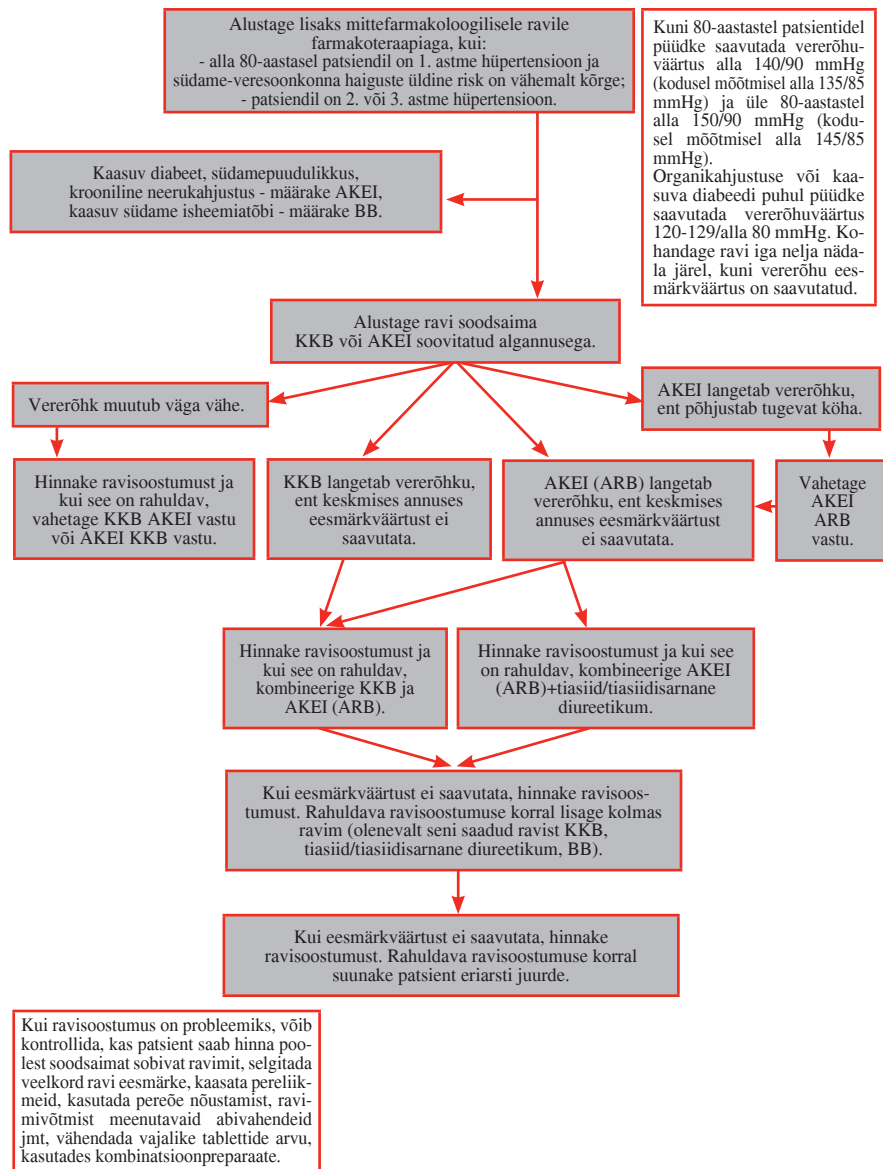 Alustage lisaks mittefarmakoloogilisele ravile
farmakoteraapiaga, kui:
- alla 80-aastasel patsiendil on 1. astme hüpertensioon ja
südame-veresoonkonna haiguste üldine risk on vähemalt kõrge;
- patsiendil on 2. või 3. astme hüpertensioon.
Kuni 80-aastastel patsientidel
püüdke saavutada vererõhu-
väärtus alla 140/90 mmHg
(kodusel mõõtmisel alla 135/85
mmHg) ja üle 80-aastastel
alla 150/90 mmHg (kodu-
sel mõõtmisel alla 145/85
mmHg).
Organikahjustuse või kaa-
suva diabeedi puhul püüdke
saavutada vererõhuväärtus
120-129/alla 80 mmHg. Ko-
handage ravi iga nelja näda-
la järel, kuni vererõhu ees-
märkväärtus on saavutatud.
Kaasuv diabeet, südamepuudulikkus,
krooniline neerukahjustus - määrake AKEI,
kaasuv südame isheemiatõbi - määrake BB.
Alustage ravi soodsaima
KKB või AKEI soovitatud algannusega.
Vererõhk muutub väga vähe.
AKEI langetab vererõhku,
ent põhjustab tugevat köha.
Hinnake ravisoostumust ja
kui see on rahuldav,
vahetage KKB AKEI vastu
või AKEI KKB vastu.
KKB langetab vererõhku,
ent keskmises annuses
eesmärkväärtust ei
saavutata.
AKEI (ARB) langetab
vererõhku, ent keskmises
annuses eesmärkväärtust
ei saavutata.
Vahetage
AKEI
ARB
vastu.
Hinnake ravisoostumust ja
kui see on rahuldav,
kombineerige KKB ja
AKEI (ARB).
Hinnake ravisoostumust ja kui see
on rahuldav, kombineerige AKEI
(ARB)+tiasiid/tiasiidisarnane
diureetikum.
Kui eesmärkväärtust ei saavutata, hinnake ravisoos-
tumust. Rahuldava ravisoostumuse korral lisage kolmas
ravim (olenevalt seni saadud ravist KKB,
tiasiid/tiasiidisarnane diureetikum, BB).
Kui eesmärkväärtust ei saavutata, hinnake
ravisoostumust. Rahuldava ravisoostumuse korral
suunake patsient eriarsti juurde.
Kui ravisoostumus on probleemiks, võib
kontrollida, kas patsient saab hinna poo-
lest soodsaimat sobivat ravimit, selgitada
veelkord ravi eesmärke, kaasata pereliik-
meid, kasutada pereõe nõustamist, ravi-
mivõtmist meenutavaid abivahendeid
jmt, vähendada vajalike tablettide arvu,
kasutades kombinatsioonpreparaate.